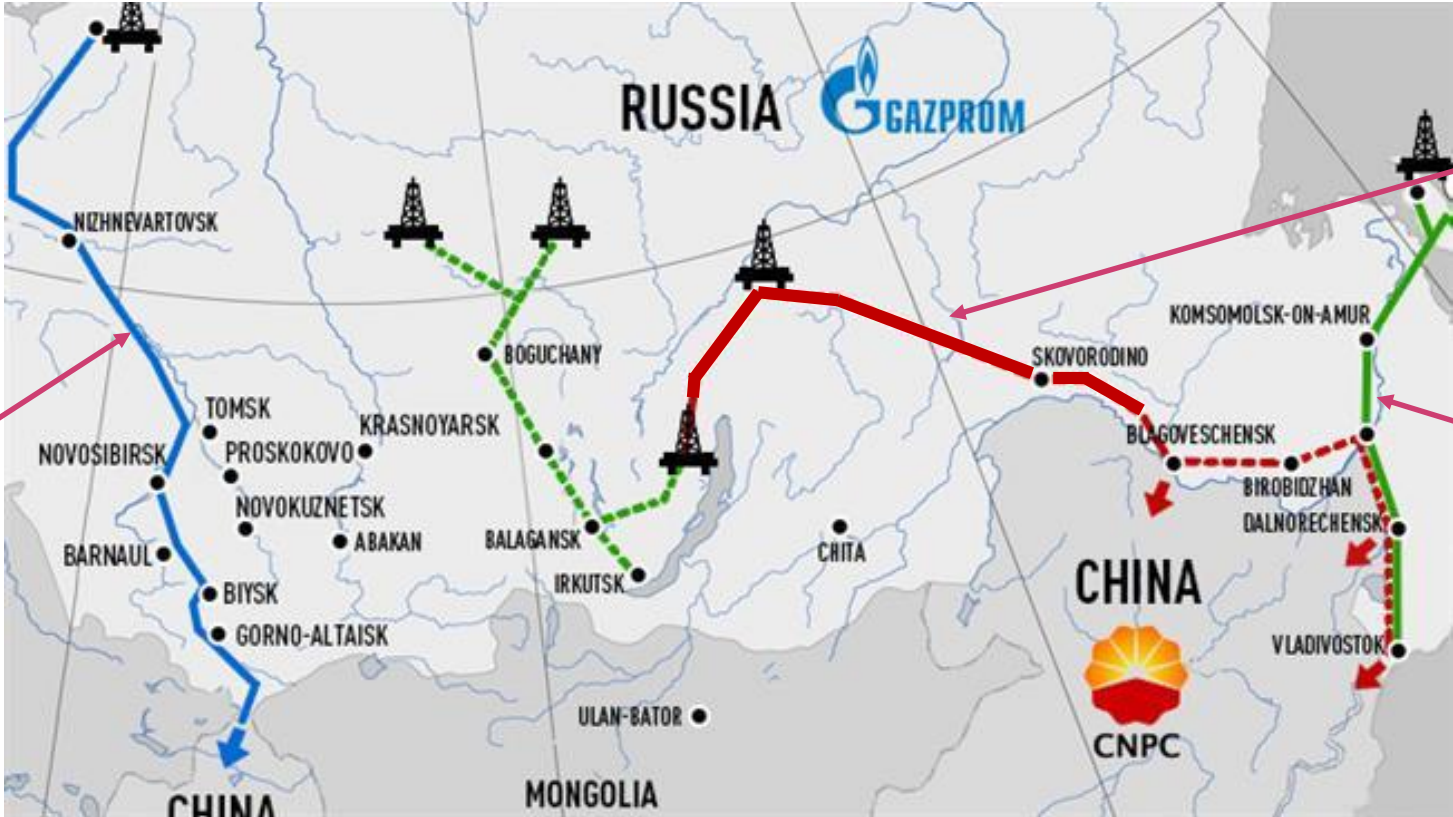 RUSSIA
GAZPROM
NIZHNEVARTOVSK
KOMSOMOLSK-ON-AMUR
BOGUCHANY
SKOVORODINO
TOMSK
KRASNOYARSK
BLAGOVESCHENSK
NOVOSIBIRSK
PROSKOKOVO
BIROBIDZHAN
NOVOKUZNETSK
DALNORECHENSK
BARNAUL
ABAKAN
BALAGANSK
CHITA
IRKUTSK
CHINA
BIYSK
GORNO-ALTAISK
VLADIVOSTOK
ULAN-BATOR
CNPC
MONGOLIA
CHINA